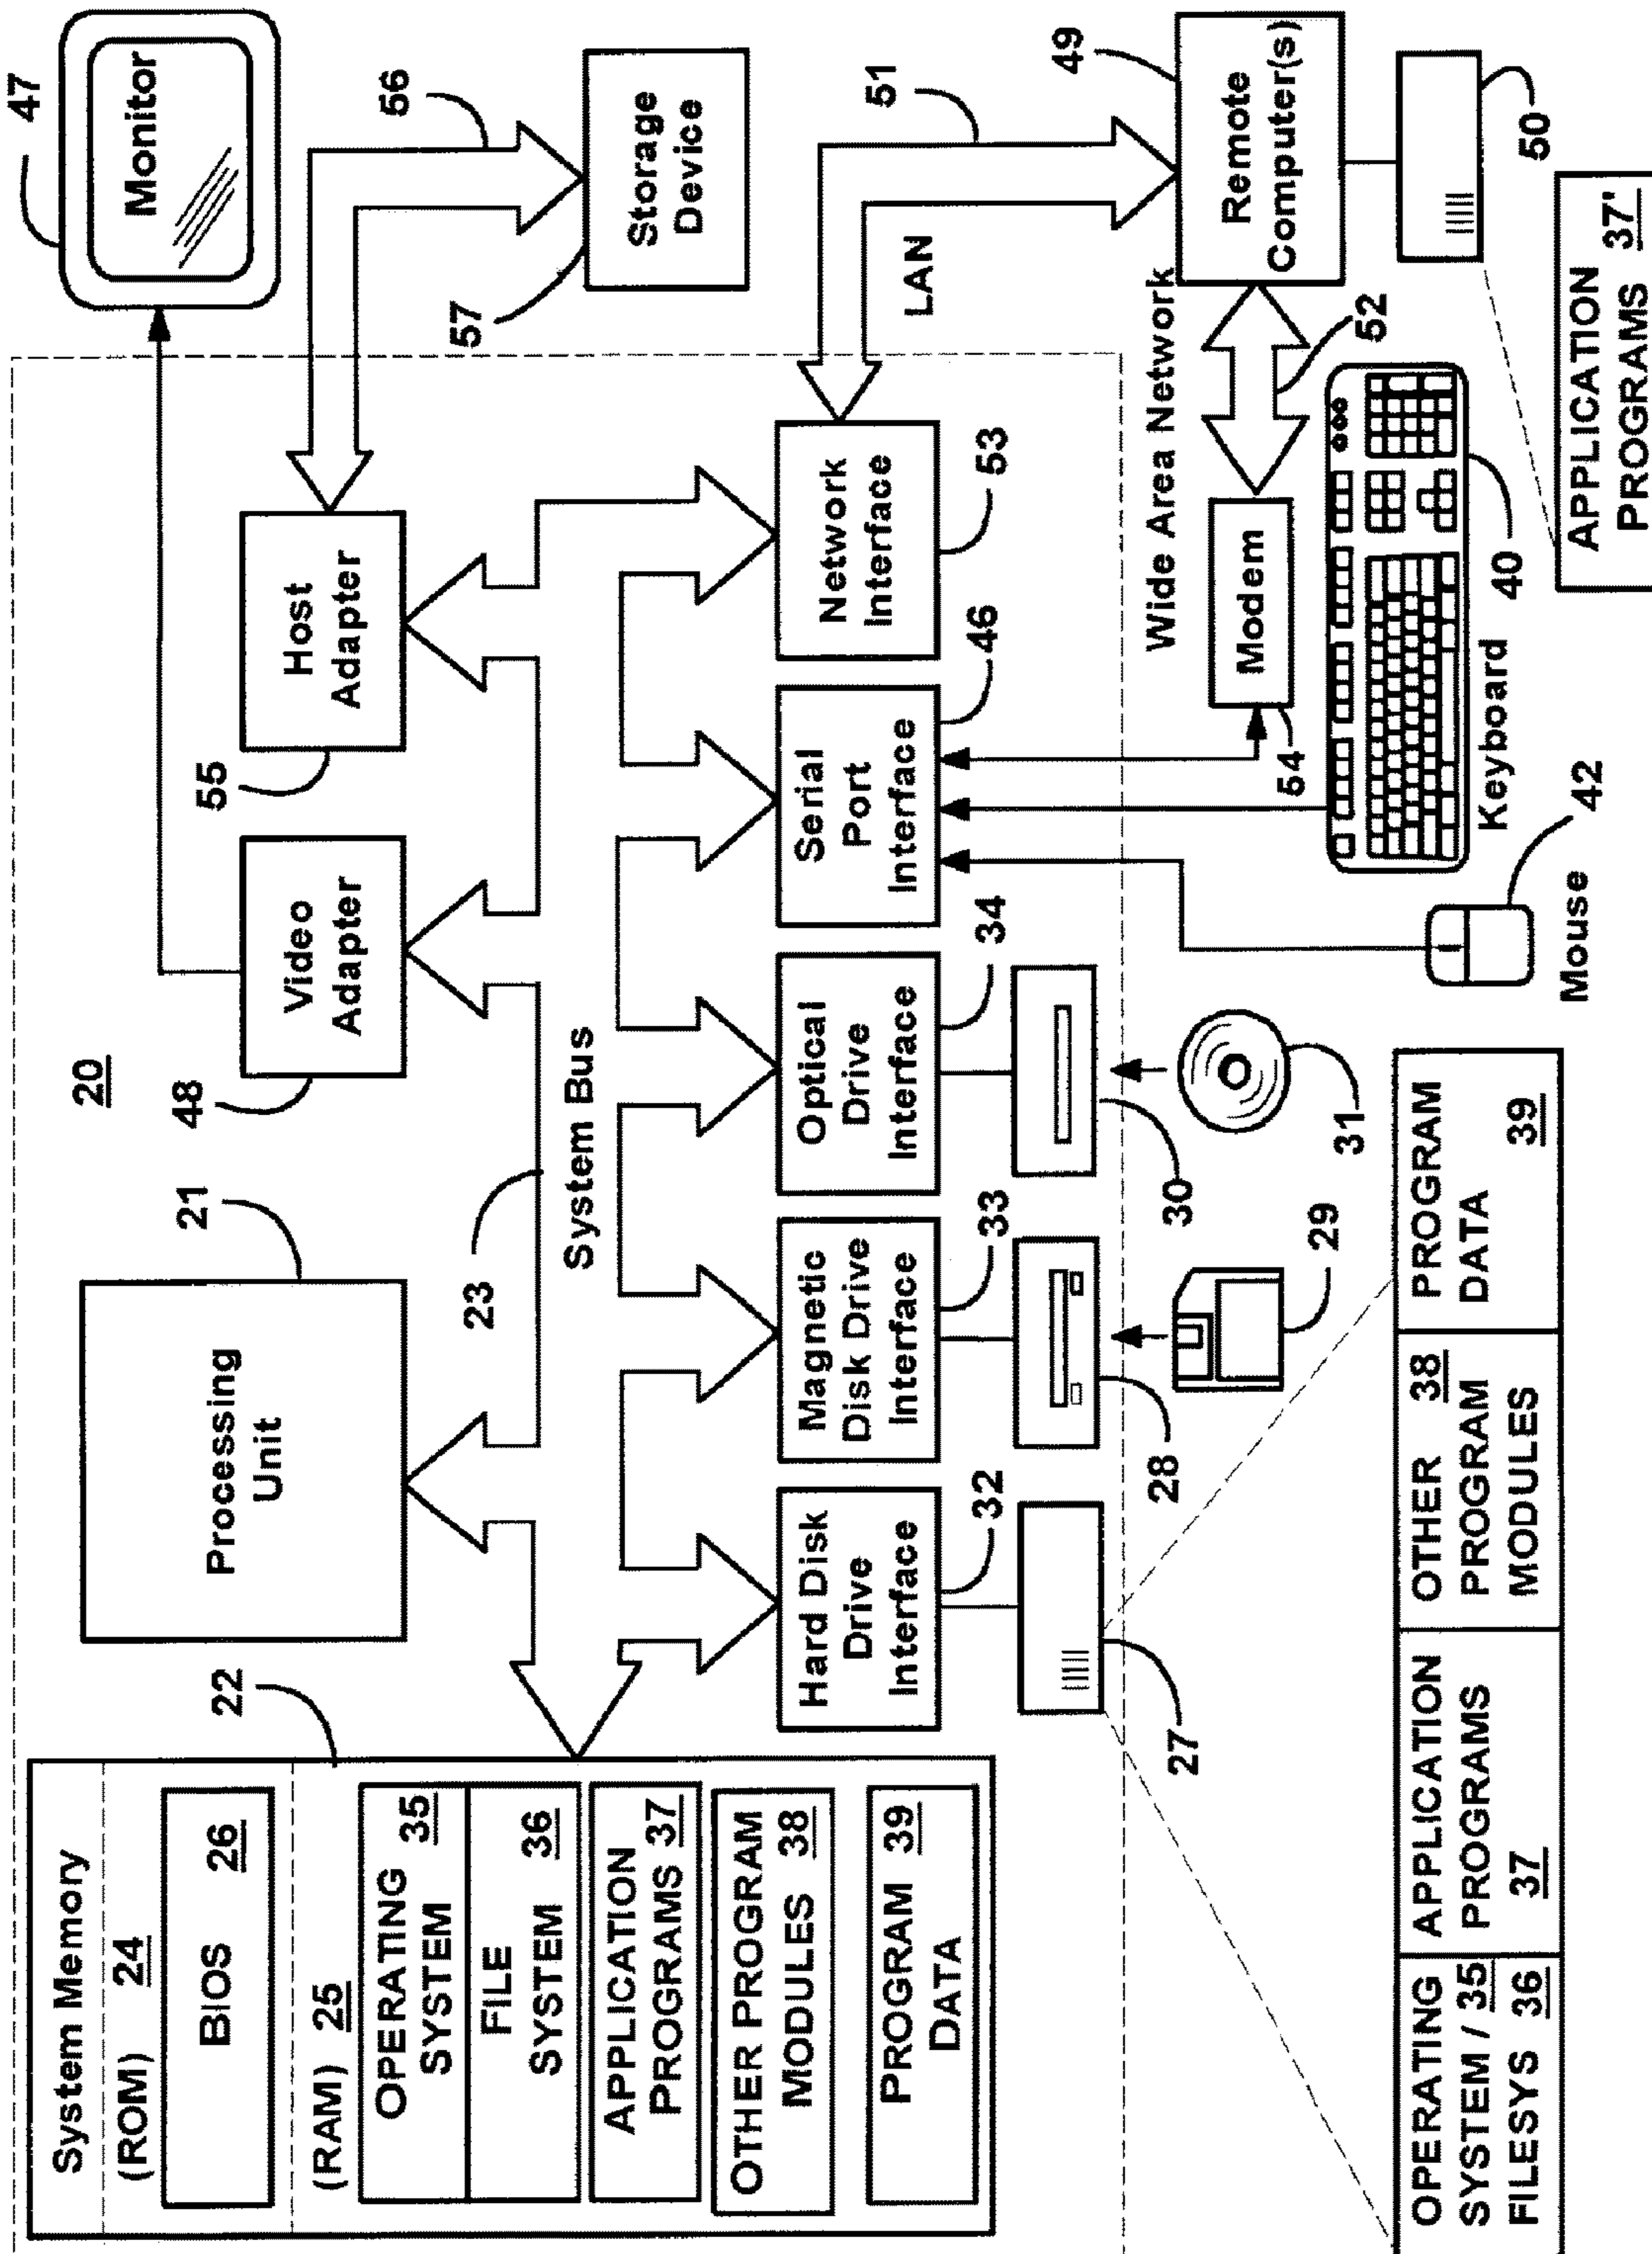 20
System Memory
(ROM) 24
BIOS 26
(RAM) 25
OPERATING
SYSTEM 35
FILE
SYSTEM 36
APPLICATION
PROGRAMS 37
OTHER PROGRAM
MODULES 38
PROGRAM 39
DATA
22
Processing
Unit
21
Video
Adapter
48
Host
Adapter
55
Monitor
47
56
Storage
Device
57
23
System Bus
Hard Disk
Drive
Interface
32
Magnetic
Disk Drive
Interface
33
Optical
Drive
Interface
34
Serial
Port
Interface
46
Network
Interface
53
LAN
51
27
28
29
30
31
Wide Area Network
Modem
54
52
Remote
Computer(s)
49
50
Keyboard
40
Mouse
42
OPERATING
SYSTEM / 35
FILESYS 36
APPLICATION
PROGRAMS
37
OTHER 38
PROGRAM
MODULES
PROGRAM
DATA
39
APPLICATION
PROGRAMS 37'